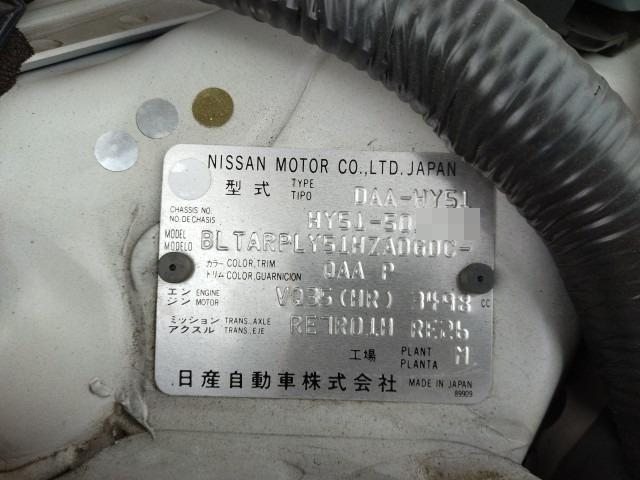 NISSAN MOTOR CO.,LTD.JAPAN
型式 TYPE TIPO DAA-HY51
CHASSIS NO. NO.DE CHASIS HY51-50
MODEL MODELO BLTARPLY51HZADGDC-
カラー トリム COLOR,TRIM COLOR,GUARNICION QAA P
エンジン ENGINE MOTOR VQ35(HR) 3498 cc
ミッション アクスル TRANS.,AXLE TRANS.,EJE RE7R01H RE26
工場 PLANT PLANTA M
日産自動車株式会社 MADE IN JAPAN
89909